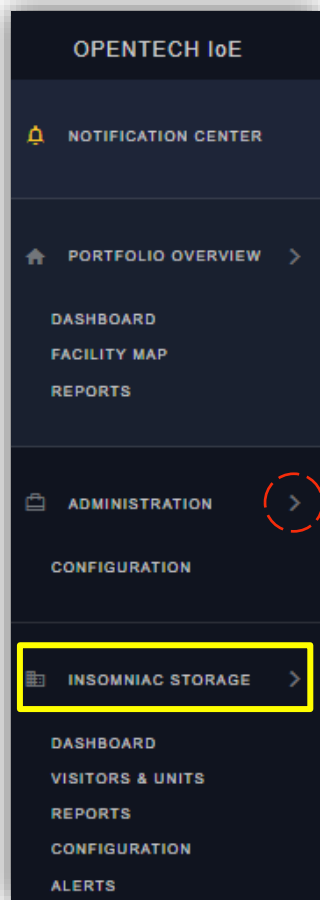 OPENTECH IoE
NOTIFICATION CENTER
PORTFOLIO OVERVIEW
DASHBOARD
FACILITY MAP
REPORTS
ADMINISTRATION
CONFIGURATION
INSOMNIAC STORAGE
DASHBOARD
VISITORS & UNITS
REPORTS
CONFIGURATION
ALERTS